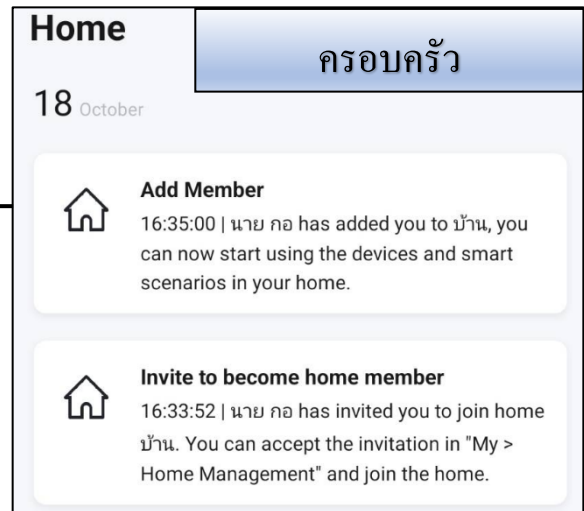 Home
ครอบครัว
18 October
Add Member
16:35:00 | นาย กอ has added you to บ้าน, you
can now start using the devices and smart
scenarios in your home.
Invite to become home member
16:33:52 | นาย กอ has invited you to join home
บ้าน. You can accept the invitation in "My >
Home Management" and join the home.